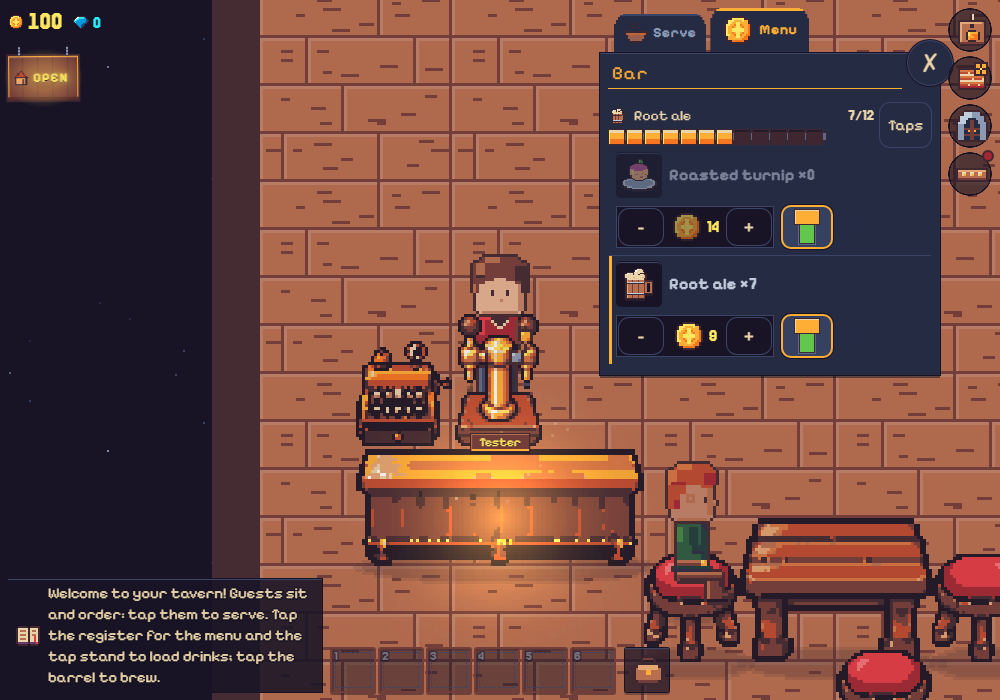 100 0
OPEN
Serve
Menu
X
Bar
Root ale 7/12
Taps
Roasted turnip ×0
- 14 +
Root ale ×7
- 9 +
Tester
Welcome to your tavern! Guests sit
and order: tap them to serve. Tap
the register for the menu and the
tap stand to load drinks; tap the
barrel to brew.
1 2 3 4 5 6